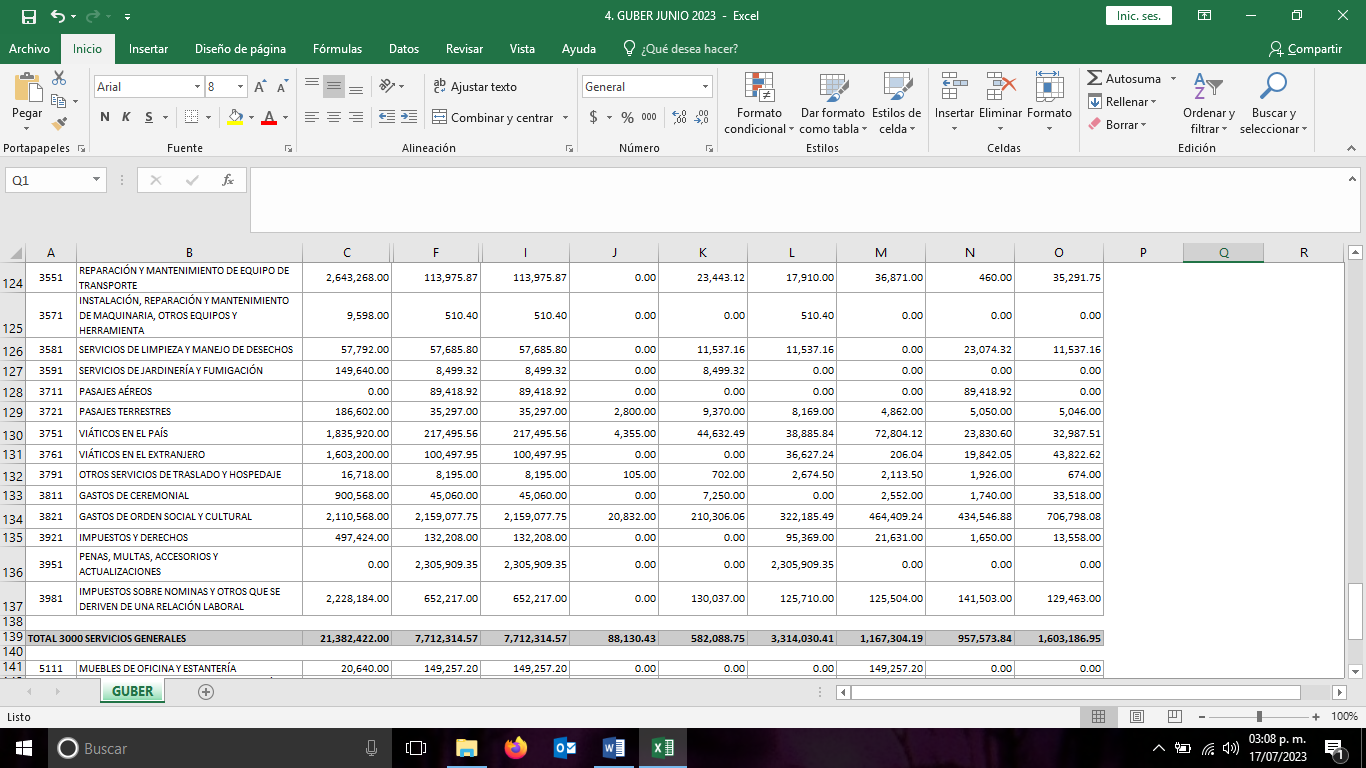 4. GUBER JUNIO 2023 - Excel
Inic. ses.
Archivo Inicio Insertar Diseño de página Fórmulas Datos Revisar Vista Ayuda ¿Qué desea hacer? Compartir
Arial 8 Ajustar texto General Autosuma
Pegar Formato Dar formato Estilos de Insertar Eliminar Formato Rellenar Ordenar y Buscar y
N K S Combinar y centrar $ % 000 condicional como tabla celda Borrar filtrar seleccionar
Portapapeles Fuente Alineación Número Estilos Celdas Edición
Q1 fx
A B C F I J K L M N O P Q R
124 3551 REPARACIÓN Y MANTENIMIENTO DE EQUIPO DE
TRANSPORTE 2,643,268.00 113,975.87 113,975.87 0.00 23,443.12 17,910.00 36,871.00 460.00 35,291.75
125 3571 INSTALACIÓN, REPARACIÓN Y MANTENIMIENTO
DE MAQUINARIA, OTROS EQUIPOS Y
HERRAMIENTA 9,598.00 510.40 510.40 0.00 0.00 510.40 0.00 0.00 0.00
126 3581 SERVICIOS DE LIMPIEZA Y MANEJO DE DESECHOS 57,792.00 57,685.80 57,685.80 0.00 11,537.16 11,537.16 0.00 23,074.32 11,537.16
127 3591 SERVICIOS DE JARDINERÍA Y FUMIGACIÓN 149,640.00 8,499.32 8,499.32 0.00 8,499.32 0.00 0.00 0.00 0.00
128 3711 PASAJES AÉREOS 0.00 89,418.92 89,418.92 0.00 0.00 0.00 0.00 89,418.92 0.00
129 3721 PASAJES TERRESTRES 186,602.00 35,297.00 35,297.00 2,800.00 9,370.00 8,169.00 4,862.00 5,050.00 5,046.00
130 3751 VIÁTICOS EN EL PAÍS 1,835,920.00 217,495.56 217,495.56 4,355.00 44,632.49 38,885.84 72,804.12 23,830.60 32,987.51
131 3761 VIÁTICOS EN EL EXTRANJERO 1,603,200.00 100,497.95 100,497.95 0.00 0.00 36,627.24 206.04 19,842.05 43,822.62
132 3791 OTROS SERVICIOS DE TRASLADO Y HOSPEDAJE 16,718.00 8,195.00 8,195.00 105.00 702.00 2,674.50 2,113.50 1,926.00 674.00
133 3811 GASTOS DE CEREMONIAL 900,568.00 45,060.00 45,060.00 0.00 7,250.00 0.00 2,552.00 1,740.00 33,518.00
134 3821 GASTOS DE ORDEN SOCIAL Y CULTURAL 2,110,568.00 2,159,077.75 2,159,077.75 20,832.00 210,306.06 322,185.49 464,409.24 434,546.88 706,798.08
135 3921 IMPUESTOS Y DERECHOS 497,424.00 132,208.00 132,208.00 0.00 0.00 95,369.00 21,631.00 1,650.00 13,558.00
136 3951 PENAS, MULTAS, ACCESORIOS Y
ACTUALIZACIONES 0.00 2,305,909.35 2,305,909.35 0.00 0.00 2,305,909.35 0.00 0.00 0.00
137 3981 IMPUESTOS SOBRE NOMINAS Y OTROS QUE SE
DERIVEN DE UNA RELACIÓN LABORAL 2,228,184.00 652,217.00 652,217.00 0.00 130,037.00 125,710.00 125,504.00 141,503.00 129,463.00
138
139 TOTAL 3000 SERVICIOS GENERALES 21,382,422.00 7,712,314.57 7,712,314.57 88,130.43 582,088.75 3,314,030.41 1,167,304.19 957,573.84 1,603,186.95
140
141 5111 MUEBLES DE OFICINA Y ESTANTERÍA 20,640.00 149,257.20 149,257.20 0.00 0.00 0.00 149,257.20 0.00 0.00
GUBER
Listo 100%
Buscar
03:08 p. m.
17/07/2023
1